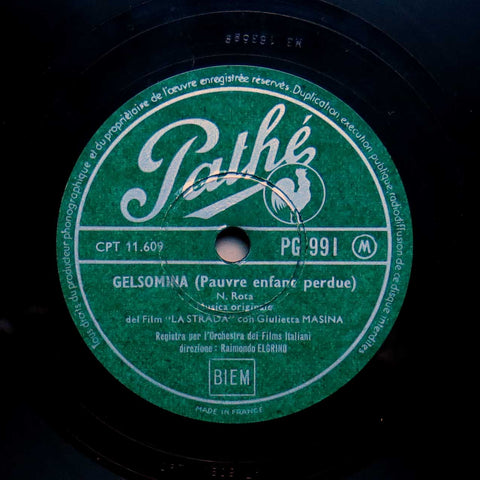 Tous droits du producteur phonographique et du propriétaire de l'œuvre enregistrée réservés. Duplication, exécution publique, radiodiffusion de ce disque interdites
Pathé
CPT 11.609
PG 991 M
GELSOMINA (Pauvre enfanc perdue)
N. Rota
Musica originale
del Film "LA STRADA" con Giulietta MASINA
Registra per l'Orchestra dei Films Italiani
direzione : Raimondo ELGRINO
BIEM
MADE IN FRANCE